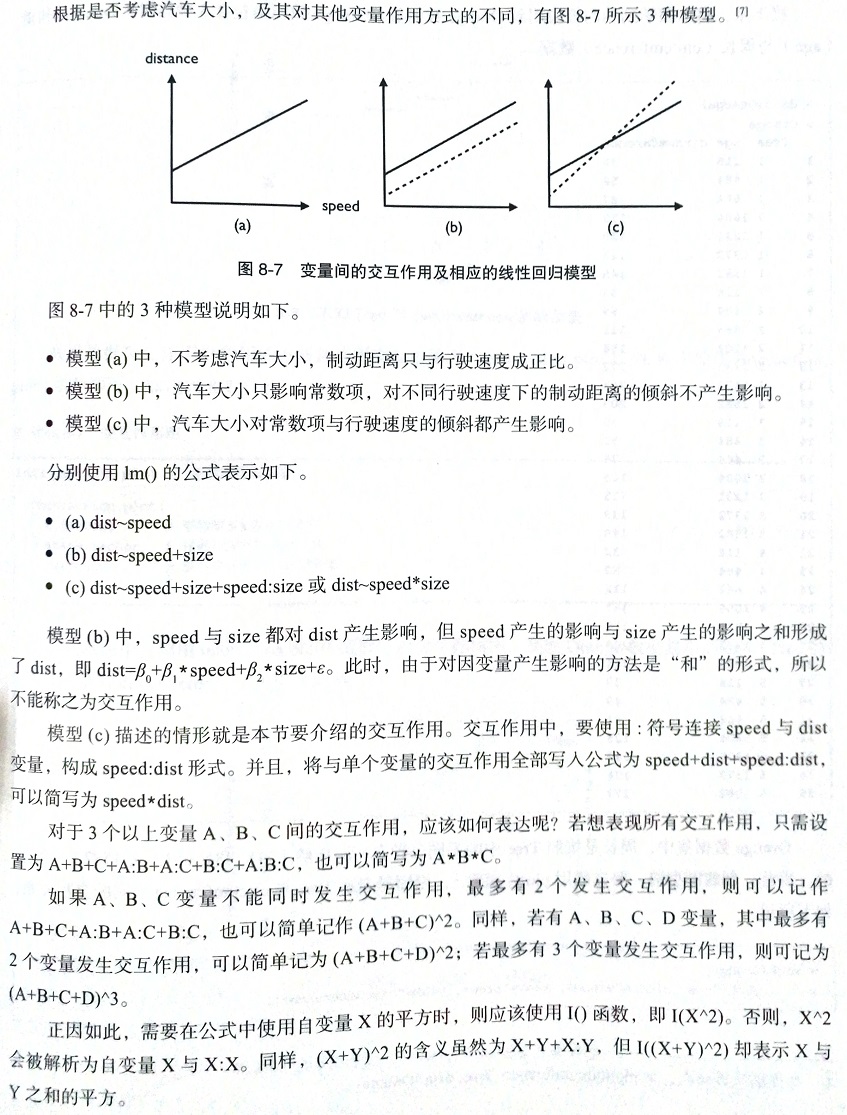 根据是否考虑汽车大小，及其对其他变量作用方式的不同，有图 8-7 所示 3 种模型。[7]
distance
speed
(a)
(b)
(c)
图 8-7 变量间的交互作用及相应的线性回归模型
图 8-7 中的 3 种模型说明如下。
• 模型 (a) 中，不考虑汽车大小，制动距离只与行驶速度成正比。
• 模型 (b) 中，汽车大小只影响常数项，对不同行驶速度下的制动距离的倾斜不产生影响。
• 模型 (c) 中，汽车大小对常数项与行驶速度的倾斜都产生影响。
分别使用 lm() 的公式表示如下。
• (a) dist~speed
• (b) dist~speed+size
• (c) dist~speed+size+speed:size 或 dist~speed*size
模型 (b) 中，speed 与 size 都对 dist 产生影响，但 speed 产生的影响与 size 产生的影响之和形成
了 dist，即 dist=β₀+β₁*speed+β₂*size+ε。此时，由于对因变量产生影响的方法是“和”的形式，所以
不能称之为交互作用。
模型 (c) 描述的情形就是本节要介绍的交互作用。交互作用中，要使用 : 符号连接 speed 与 dist
变量，构成 speed:dist 形式。并且，将与单个变量的交互作用全部写入公式为 speed+dist+speed:dist，
可以简写为 speed*dist。
对于 3 个以上变量 A、B、C 间的交互作用，应该如何表达呢？若想表现所有交互作用，只需设
置为 A+B+C+A:B+A:C+B:C+A:B:C，也可以简写为 A*B*C。
如果 A、B、C 变量不能同时发生交互作用，最多有 2 个发生交互作用，则可以记作
A+B+C+A:B+A:C+B:C，也可以简单记作 (A+B+C)^2。同样，若有 A、B、C、D 变量，其中最多有
2 个变量发生交互作用，可以简单记为 (A+B+C+D)^2；若最多有 3 个变量发生交互作用，则可记为
(A+B+C+D)^3。
正因如此，需要在公式中使用自变量 X 的平方时，则应该使用 I() 函数，即 I(X^2)。否则，X^2
会被解析为自变量 X 与 X:X。同样，(X+Y)^2 的含义虽然为 X+Y+X:Y，但 I((X+Y)^2) 却表示 X 与
Y 之和的平方。